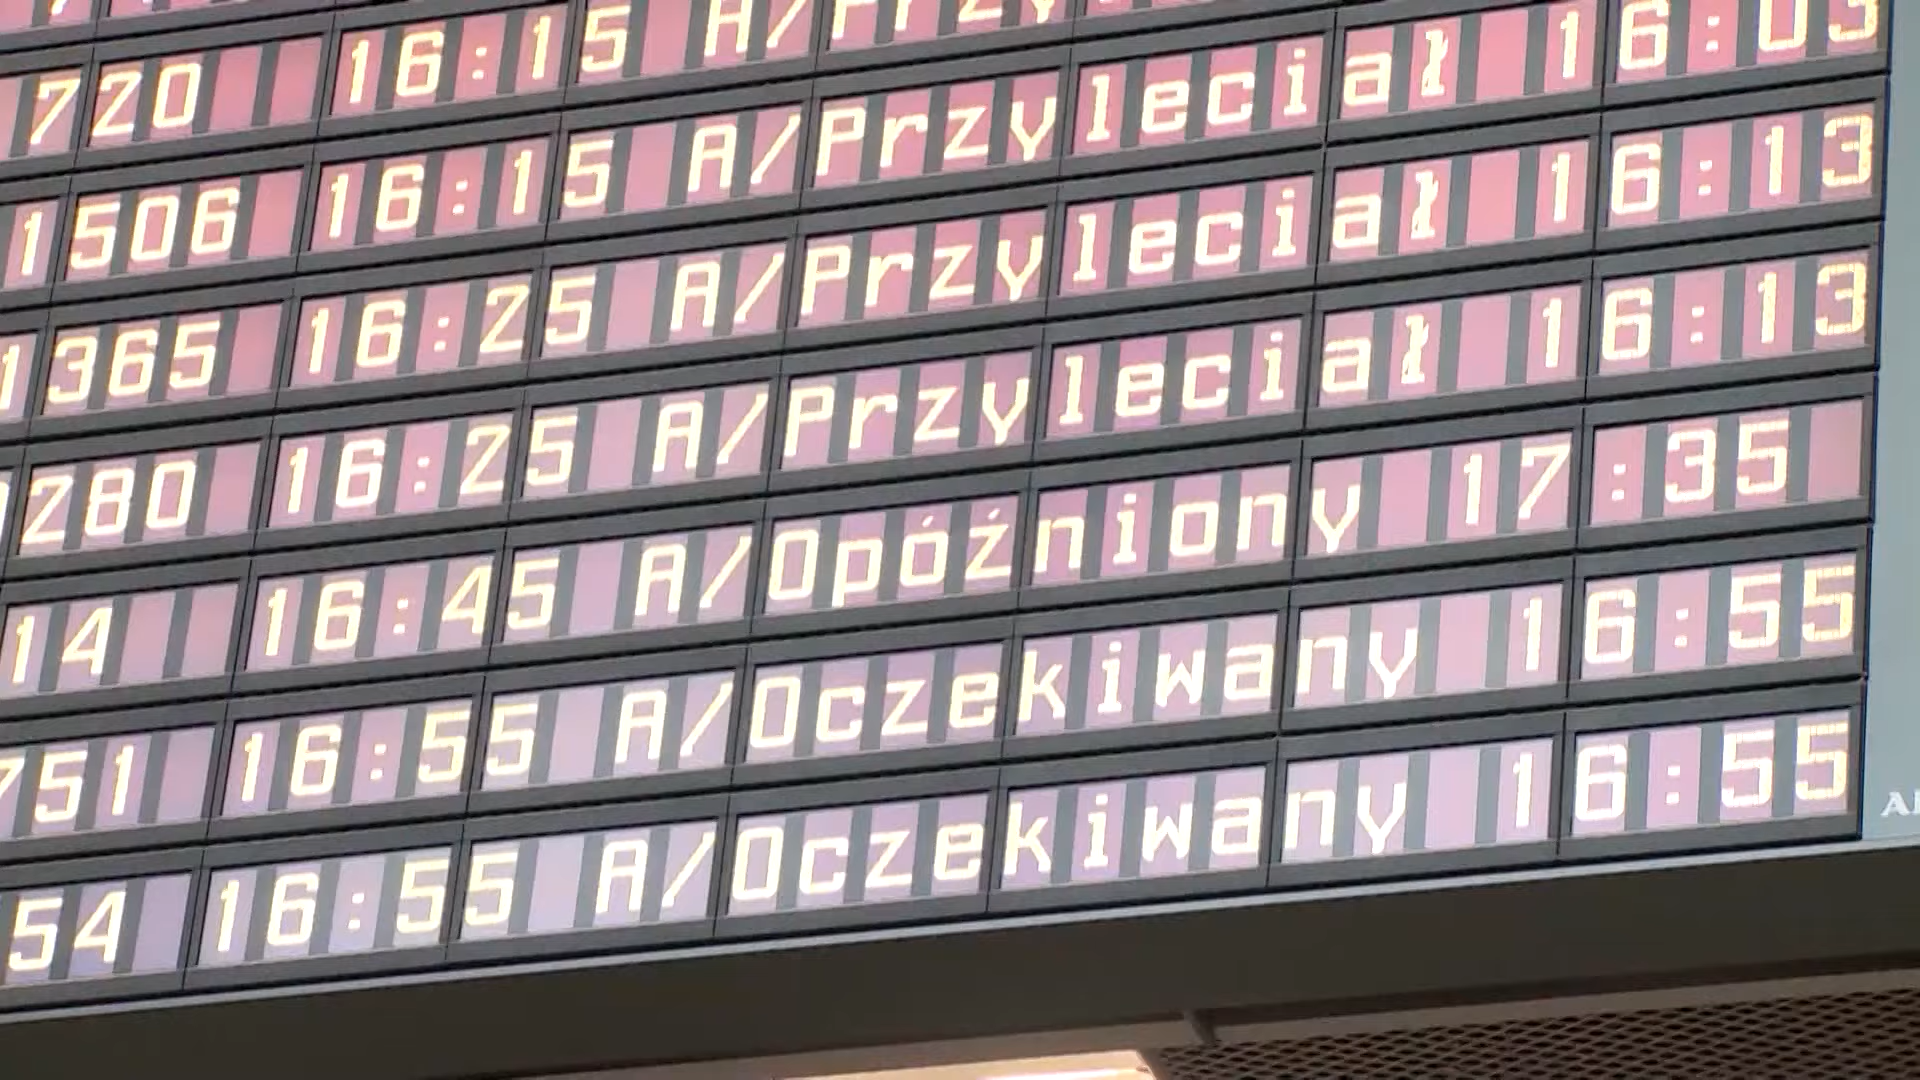 720 16:15 A/Przy
1506 16:15 A/Przyleciał 16:03
1365 16:25 A/Przyleciał 16:13
280 16:25 A/Przyleciał 16:13
14 16:45 A/Opóźniony 17:35
751 16:55 A/Oczekiwany 16:55
54 16:55 A/Oczekiwany 16:55